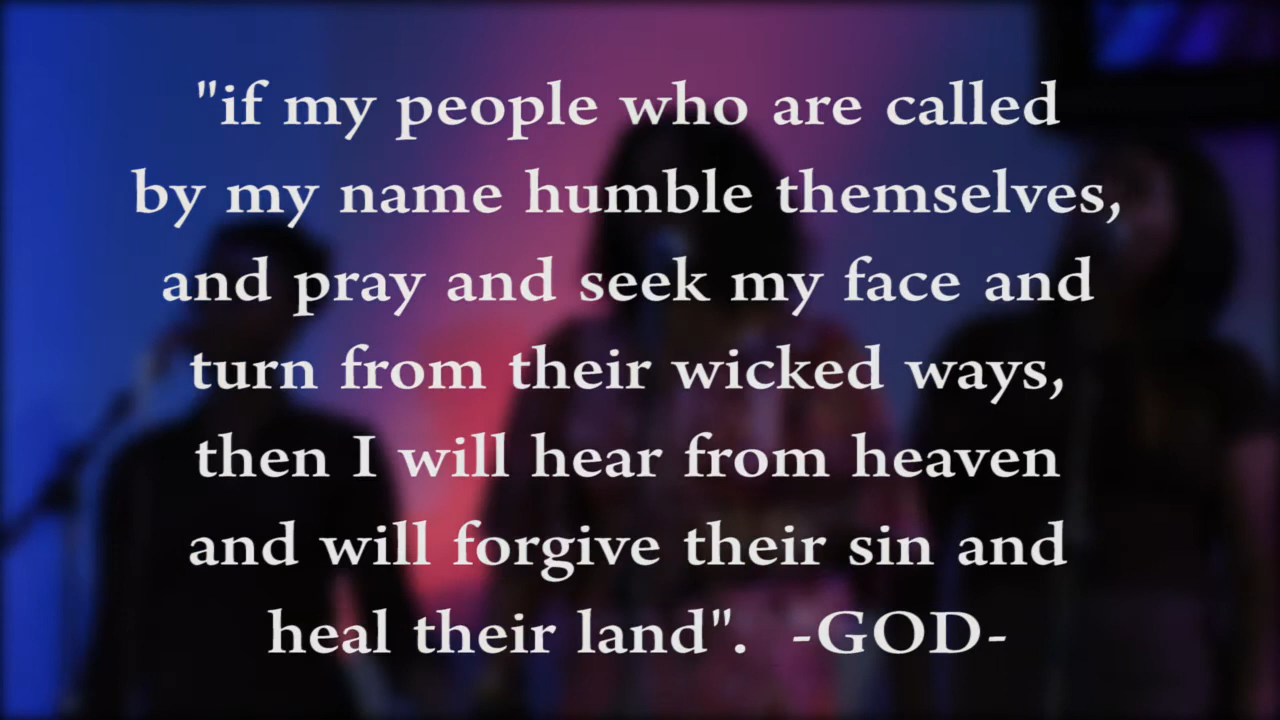 "if my people who are called
by my name humble themselves,
and pray and seek my face and
turn from their wicked ways,
then I will hear from heaven
and will forgive their sin and
heal their land".  -GOD-